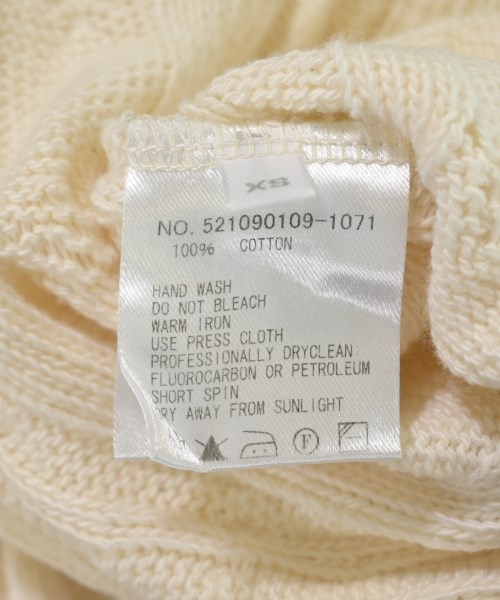 XS
NO. 521090109-1071
100% COTTON
HAND WASH
DO NOT BLEACH
WARM IRON
USE PRESS CLOTH
PROFESSIONALLY DRYCLEAN
FLUOROCARBON OR PETROLEUM
SHORT SPIN
DRY AWAY FROM SUNLIGHT
F